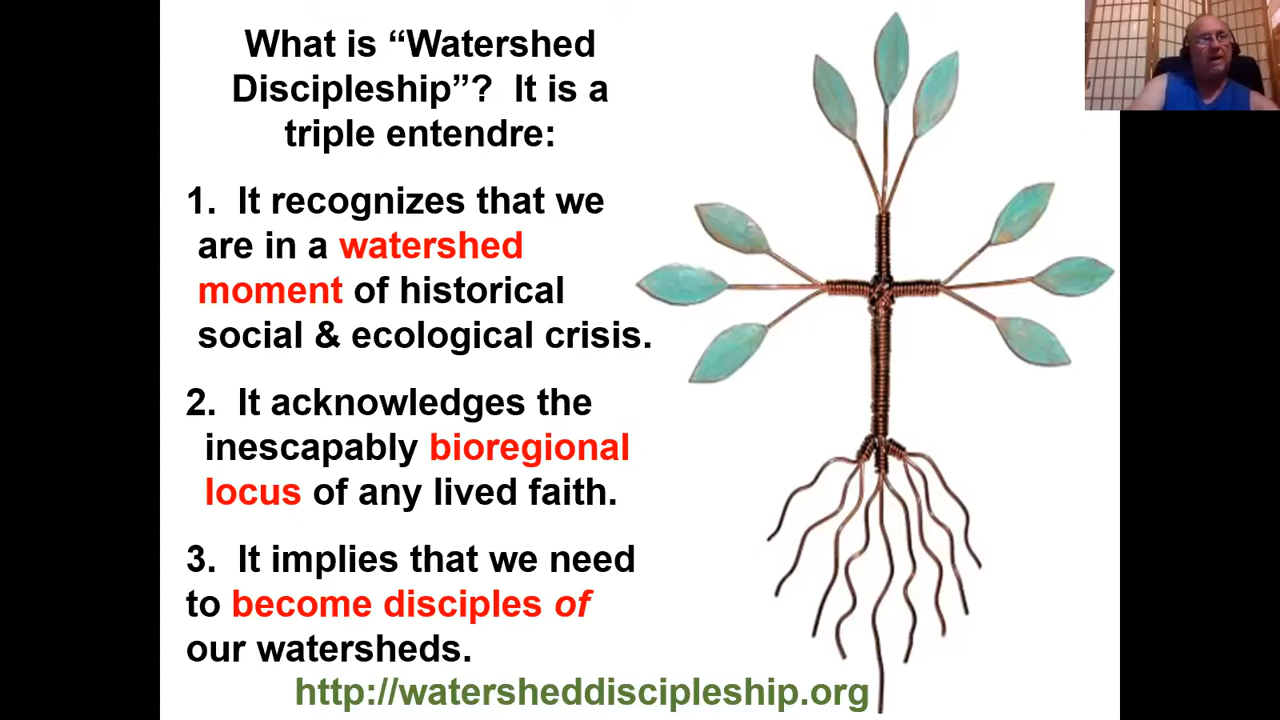 What is “Watershed
Discipleship”?  It is a
triple entendre:
1.  It recognizes that we
are in a watershed
moment of historical
social & ecological crisis.
2.  It acknowledges the
inescapably bioregional
locus of any lived faith.
3.  It implies that we need
to become disciples of
our watersheds.
http://watersheddiscipleship.org